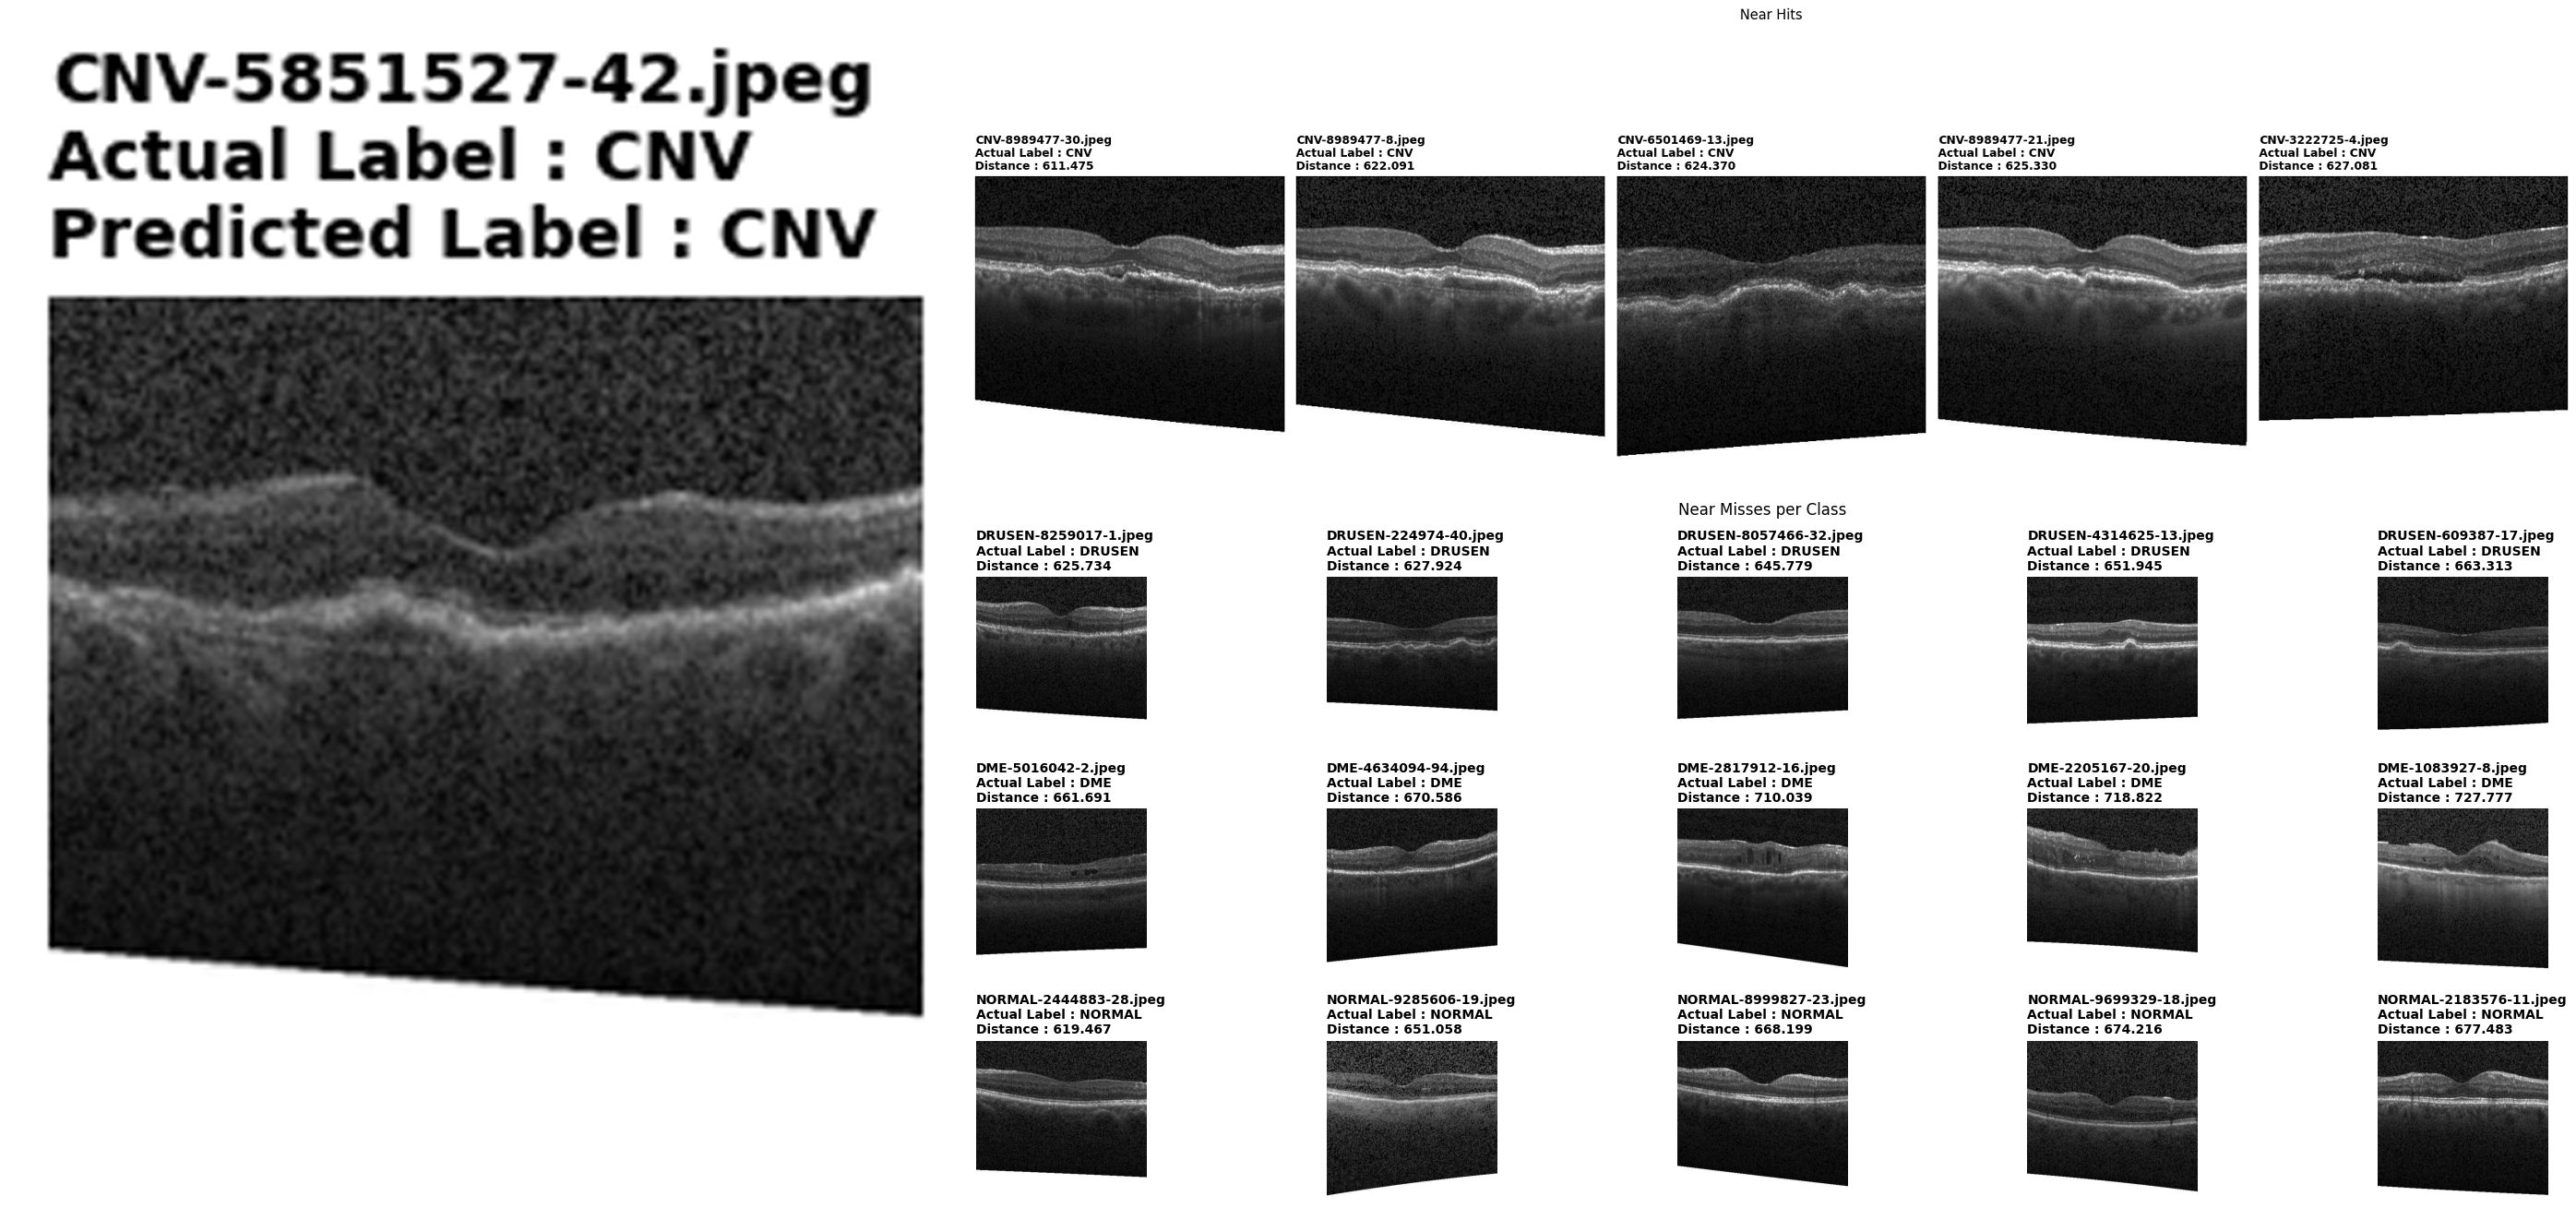 CNV-5851527-42.jpeg
Actual Label : CNV
Predicted Label : CNV
Near Hits
CNV-8989477-30.jpeg
Actual Label : CNV
Distance : 611.475
CNV-8989477-8.jpeg
Actual Label : CNV
Distance : 622.091
CNV-6501469-13.jpeg
Actual Label : CNV
Distance : 624.370
CNV-8989477-21.jpeg
Actual Label : CNV
Distance : 625.330
CNV-3222725-4.jpeg
Actual Label : CNV
Distance : 627.081
Near Misses per Class
DRUSEN-8259017-1.jpeg
Actual Label : DRUSEN
Distance : 625.734
DRUSEN-224974-40.jpeg
Actual Label : DRUSEN
Distance : 627.924
DRUSEN-8057466-32.jpeg
Actual Label : DRUSEN
Distance : 645.779
DRUSEN-4314625-13.jpeg
Actual Label : DRUSEN
Distance : 651.945
DRUSEN-609387-17.jpeg
Actual Label : DRUSEN
Distance : 663.313
DME-5016042-2.jpeg
Actual Label : DME
Distance : 661.691
DME-4634094-94.jpeg
Actual Label : DME
Distance : 670.586
DME-2817912-16.jpeg
Actual Label : DME
Distance : 710.039
DME-2205167-20.jpeg
Actual Label : DME
Distance : 718.822
DME-1083927-8.jpeg
Actual Label : DME
Distance : 727.777
NORMAL-2444883-28.jpeg
Actual Label : NORMAL
Distance : 619.467
NORMAL-9285606-19.jpeg
Actual Label : NORMAL
Distance : 651.058
NORMAL-8999827-23.jpeg
Actual Label : NORMAL
Distance : 668.199
NORMAL-9699329-18.jpeg
Actual Label : NORMAL
Distance : 674.216
NORMAL-2183576-11.jpeg
Actual Label : NORMAL
Distance : 677.483